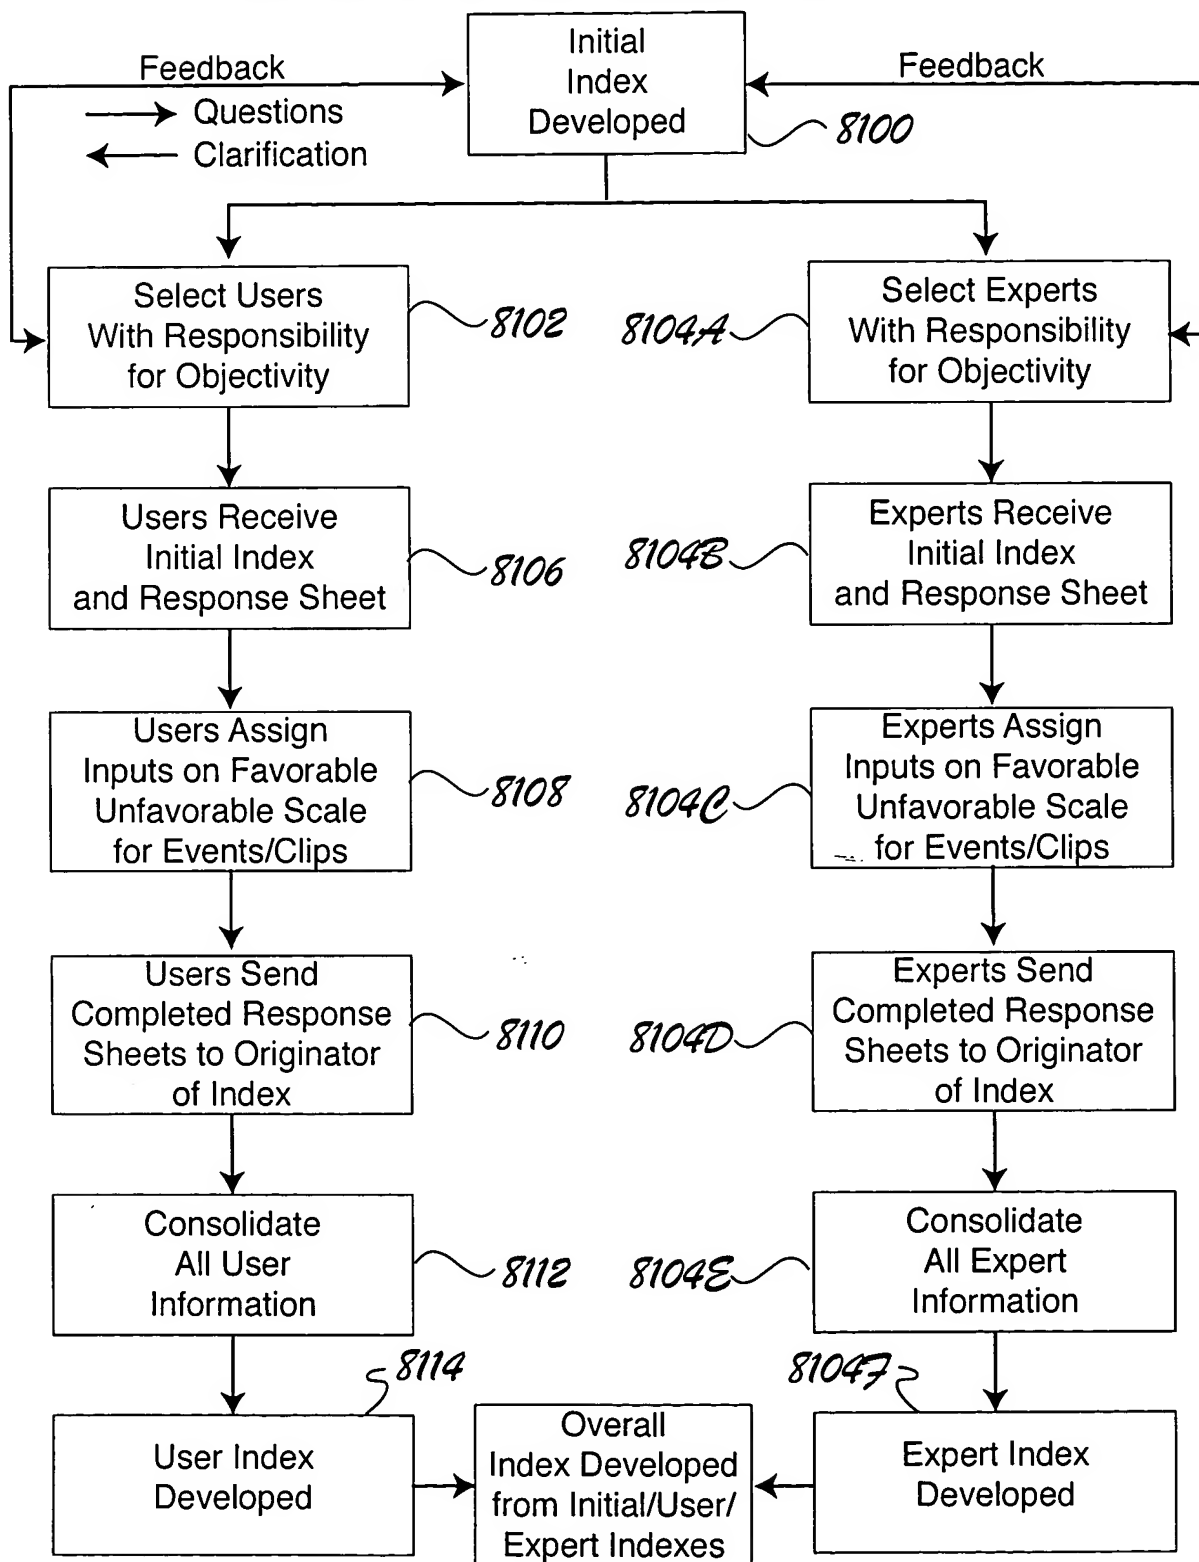 Initial
Index
Developed
8100
Feedback
Feedback
Questions
Clarification
Select Users
With Responsibility
for Objectivity
8102
8104A
Select Experts
With Responsibility
for Objectivity
Users Receive
Initial Index
and Response Sheet
8106
8104B
Experts Receive
Initial Index
and Response Sheet
Users Assign
Inputs on Favorable
Unfavorable Scale
for Events/Clips
8108
8104C
Experts Assign
Inputs on Favorable
Unfavorable Scale
for Events/Clips
Users Send
Completed Response
Sheets to Originator
of Index
8110
8104D
Experts Send
Completed Response
Sheets to Originator
of Index
Consolidate
All User
Information
8112
8104E
Consolidate
All Expert
Information
8114
8104F
User Index
Developed
Overall
Index Developed
from Initial/User/
Expert Indexes
Expert Index
Developed